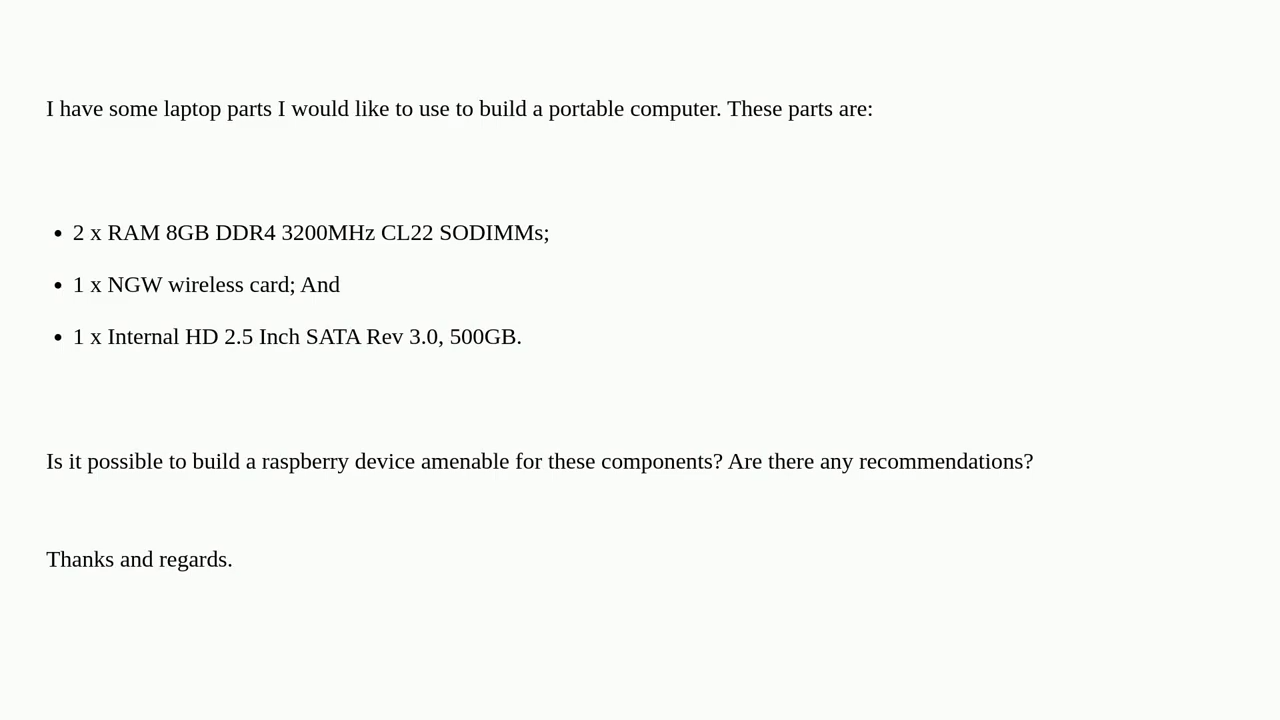 I have some laptop parts I would like to use to build a portable computer. These parts are:
• 2 x RAM 8GB DDR4 3200MHz CL22 SODIMMs;
• 1 x NGW wireless card; And
• 1 x Internal HD 2.5 Inch SATA Rev 3.0, 500GB.
Is it possible to build a raspberry device amenable for these components? Are there any recommendations?
Thanks and regards.